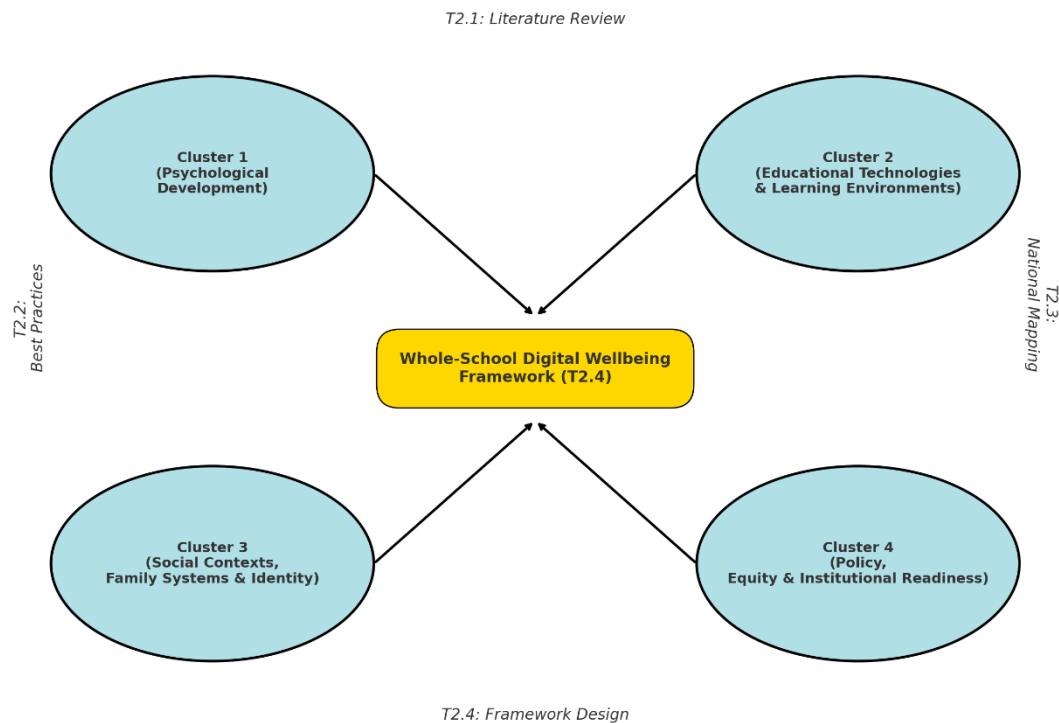 T2.1: Literature Review
Cluster 1
(Psychological
Development)
Cluster 2
(Educational Technologies
& Learning Environments)
T2.2:
Best Practices
T2.3:
National Mapping
Whole-School Digital Wellbeing
Framework (T2.4)
Cluster 3
(Social Contexts,
Family Systems & Identity)
Cluster 4
(Policy,
Equity & Institutional Readiness)
T2.4: Framework Design